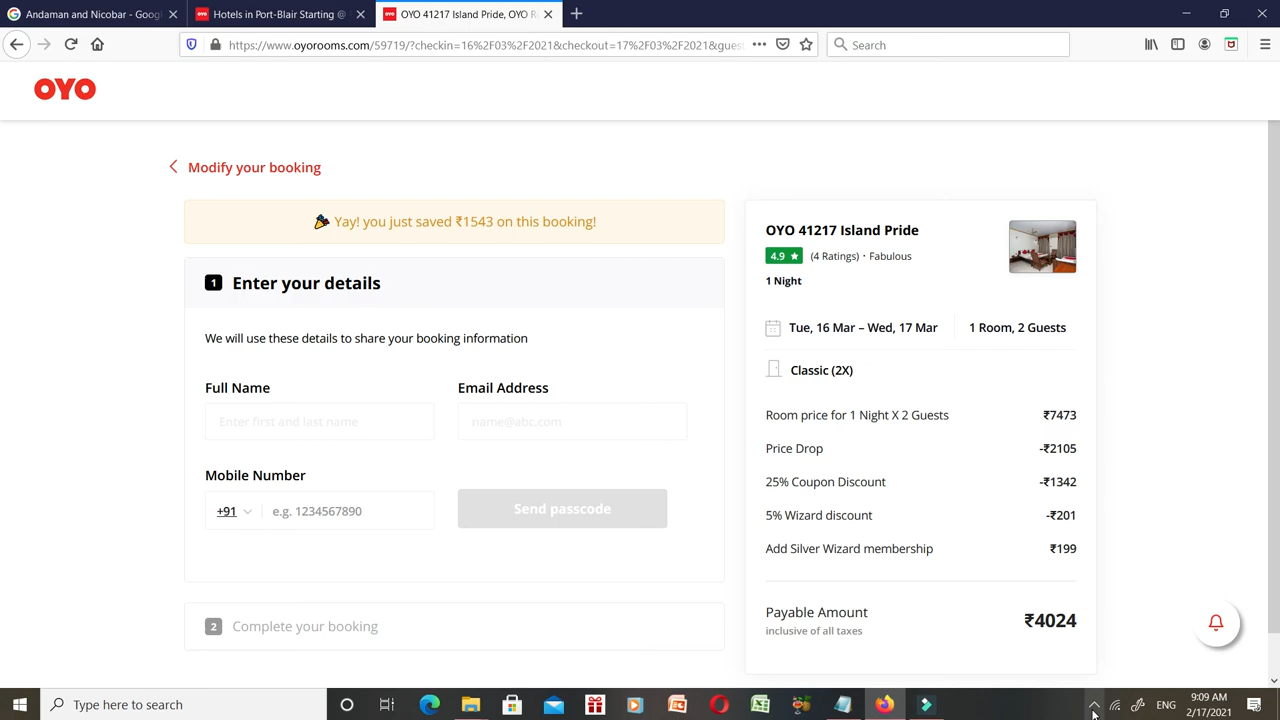 Andaman and Nicobar - Goog
Hotels in Port-Blair Starting @
OYO 41217 Island Pride, OYO R
https://www.oyorooms.com/59719/?checkin=16%2F03%2F2021&checkout=17%2F03%2F2021&gues
Search
OYO
Modify your booking
Yay! you just saved ₹1543 on this booking!
1 Enter your details
We will use these details to share your booking information
Full Name
Email Address
Enter first and last name
name@abc.com
Mobile Number
+91
e.g. 1234567890
Send passcode
2 Complete your booking
OYO 41217 Island Pride
4.9 ★ (4 Ratings) · Fabulous
1 Night
Tue, 16 Mar – Wed, 17 Mar
1 Room, 2 Guests
Classic (2X)
Room price for 1 Night X 2 Guests ₹7473
Price Drop -₹2105
25% Coupon Discount -₹1342
5% Wizard discount -₹201
Add Silver Wizard membership ₹199
Payable Amount ₹4024
inclusive of all taxes
Type here to search
ENG
9:09 AM
2/17/2021